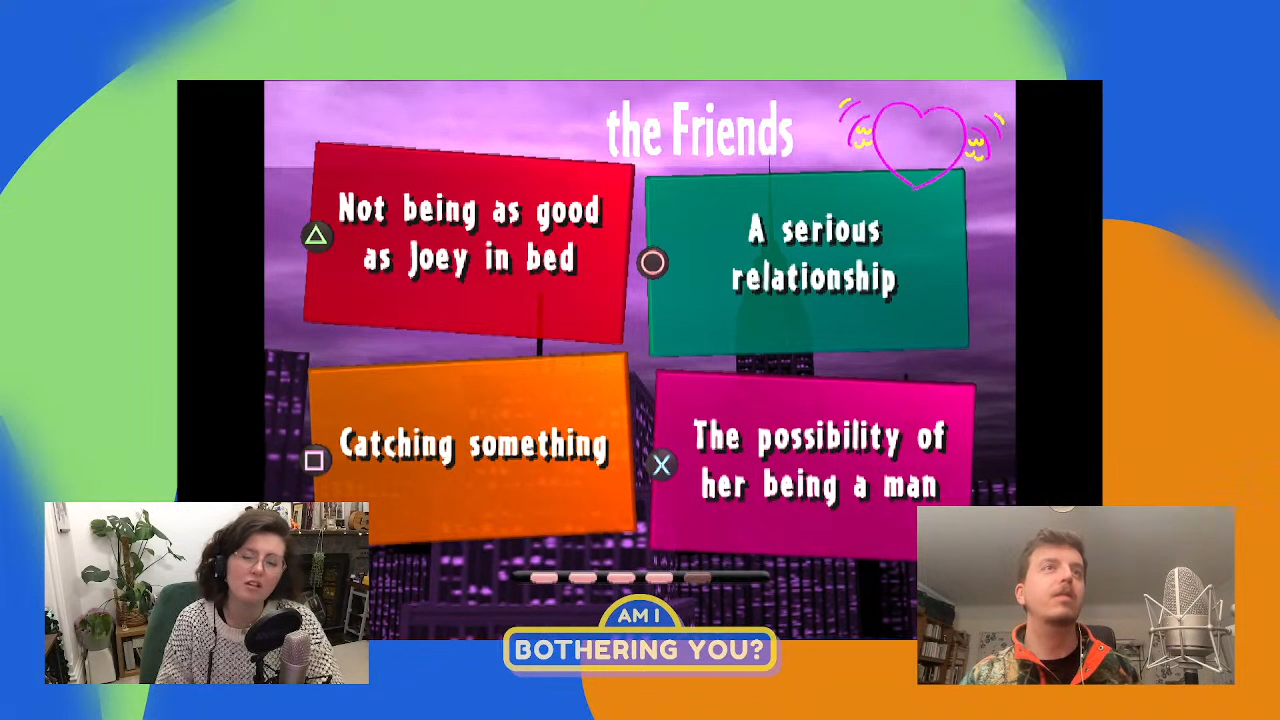 the Friends
Not being as good
as Joey in bed
A serious
relationship
Catching something
The possibility of
her being a man
AM I
BOTHERING YOU?